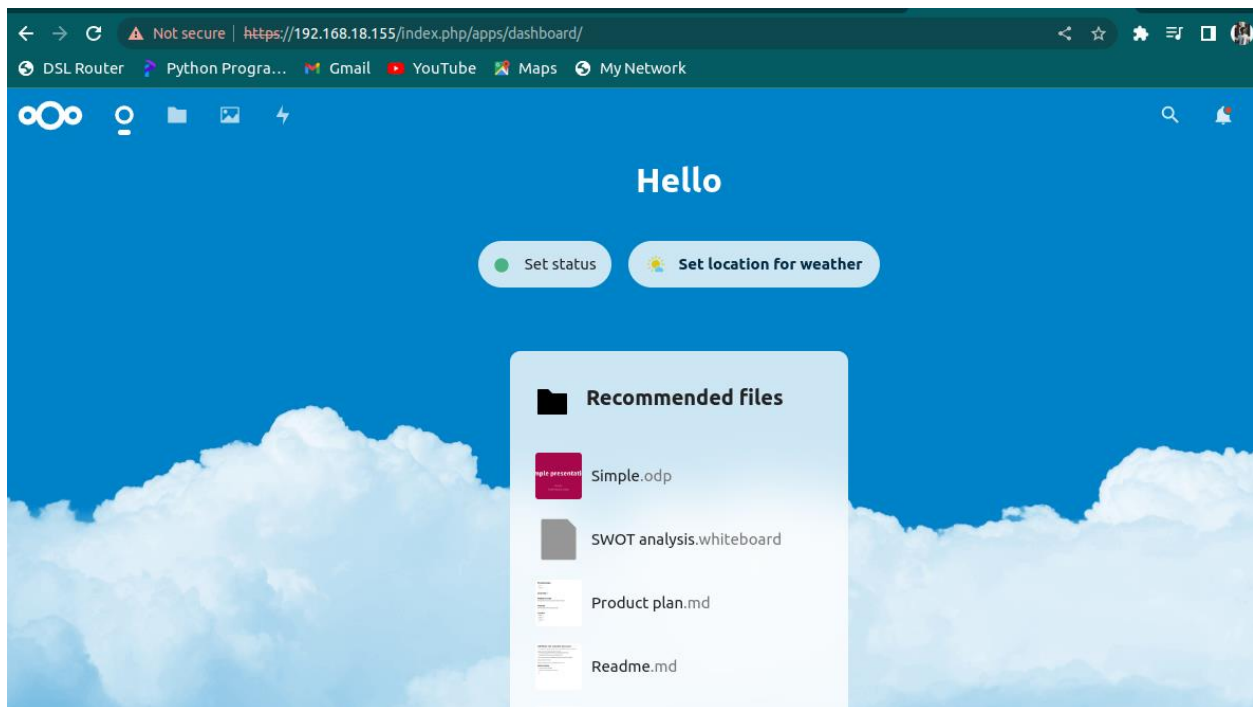 Not secure | https://192.168.18.155/index.php/apps/dashboard/
DSL Router Python Progra... Gmail YouTube Maps My Network
Hello
Set status Set location for weather
Recommended files
Simple.odp
SWOT analysis.whiteboard
Product plan.md
Readme.md